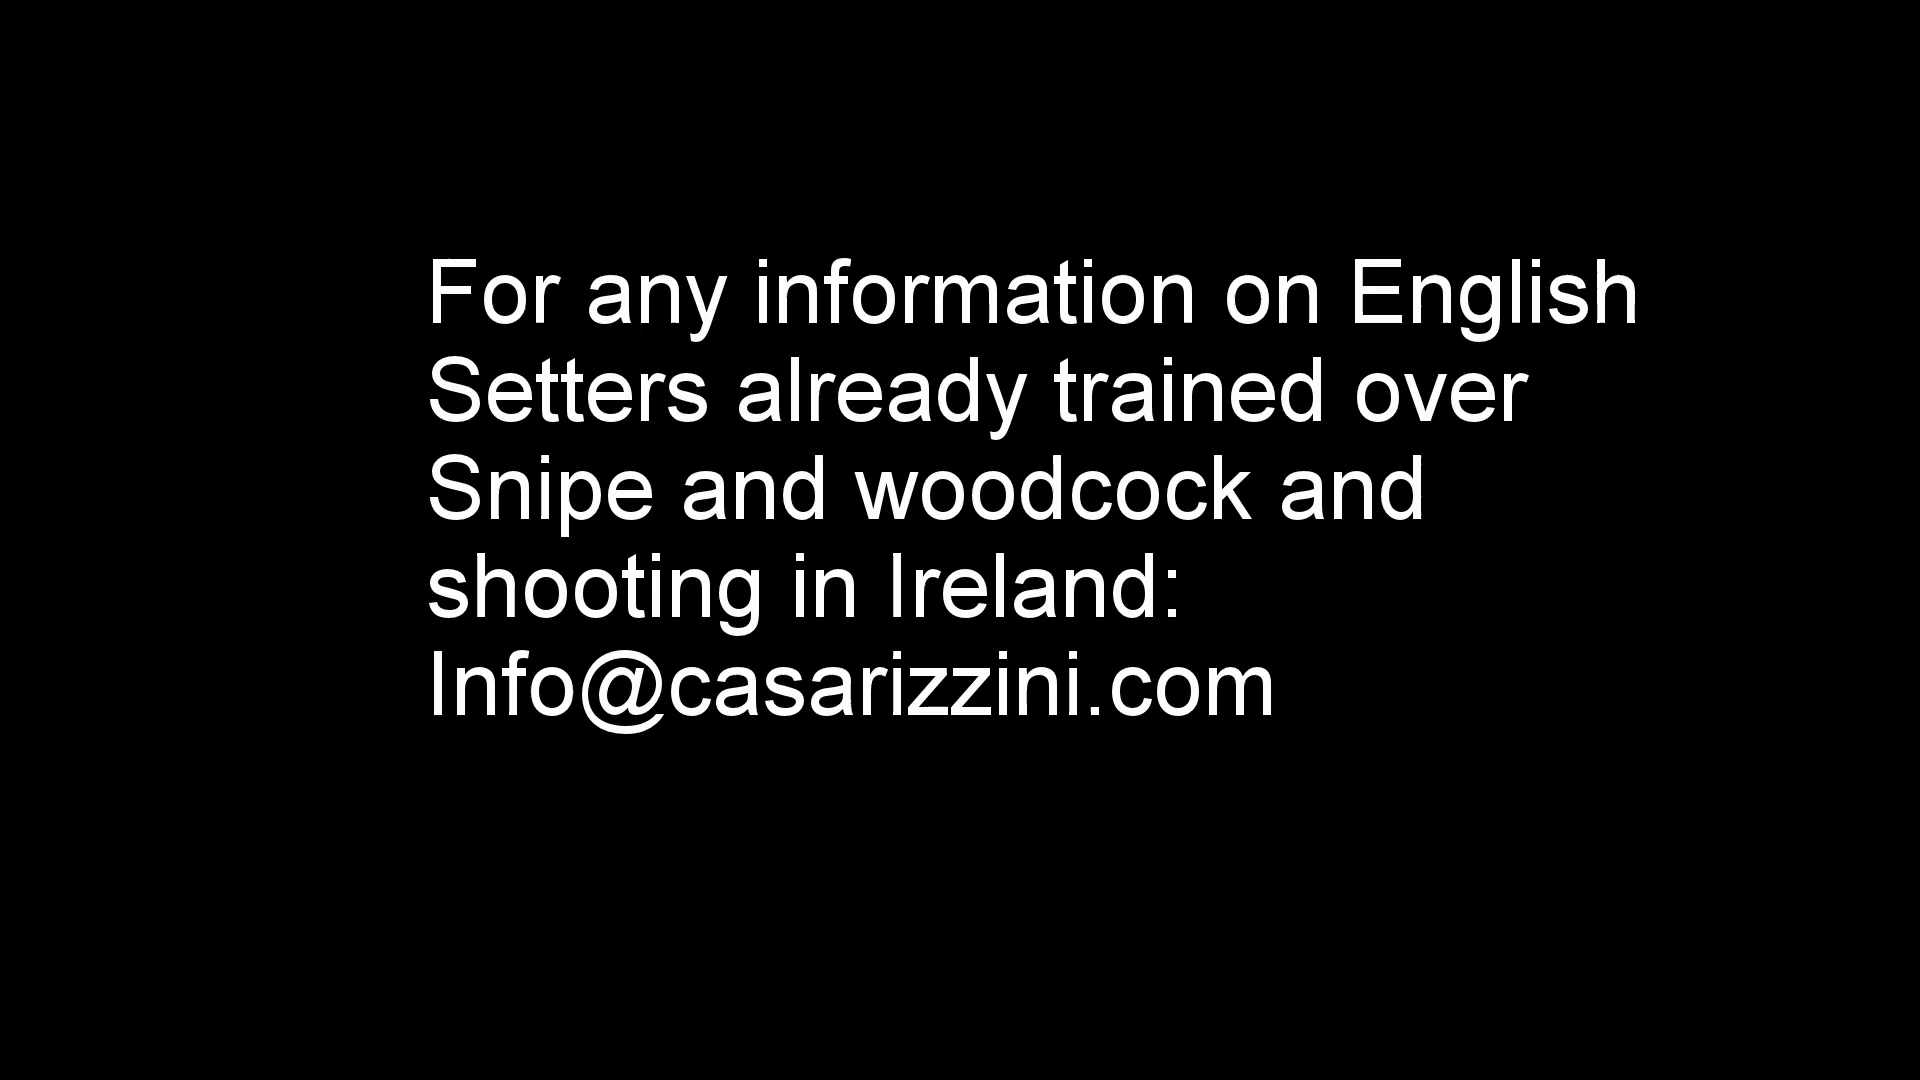 For any information on English
Setters already trained over
Snipe and woodcock and
shooting in Ireland:
Info@casarizzini.com